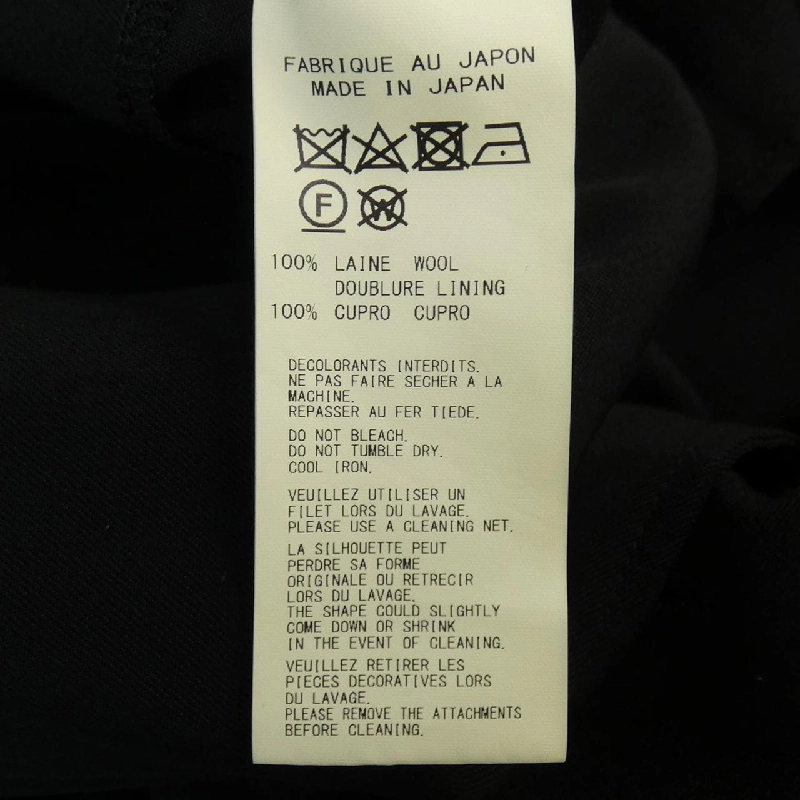 FABRIQUE AU JAPON
MADE IN JAPAN
F W
100% LAINE WOOL
DOUBLURE LINING
100% CUPRO CUPRO
DECOLORANTS INTERDITS.
NE PAS FAIRE SECHER A LA
MACHINE.
REPASSER AU FER TIEDE.
DO NOT BLEACH.
DO NOT TUMBLE DRY.
COOL IRON.
VEUILLEZ UTILISER UN
FILET LORS DU LAVAGE.
PLEASE USE A CLEANING NET.
LA SILHOUETTE PEUT
PERDRE SA FORME
ORIGINALE OU RETRECIR
LORS DU LAVAGE.
THE SHAPE COULD SLIGHTLY
COME DOWN OR SHRINK
IN THE EVENT OF CLEANING.
VEUILLEZ RETIRER LES
PIECES DECORATIVES LORS
DU LAVAGE.
PLEASE REMOVE THE ATTACHMENTS
BEFORE CLEANING.